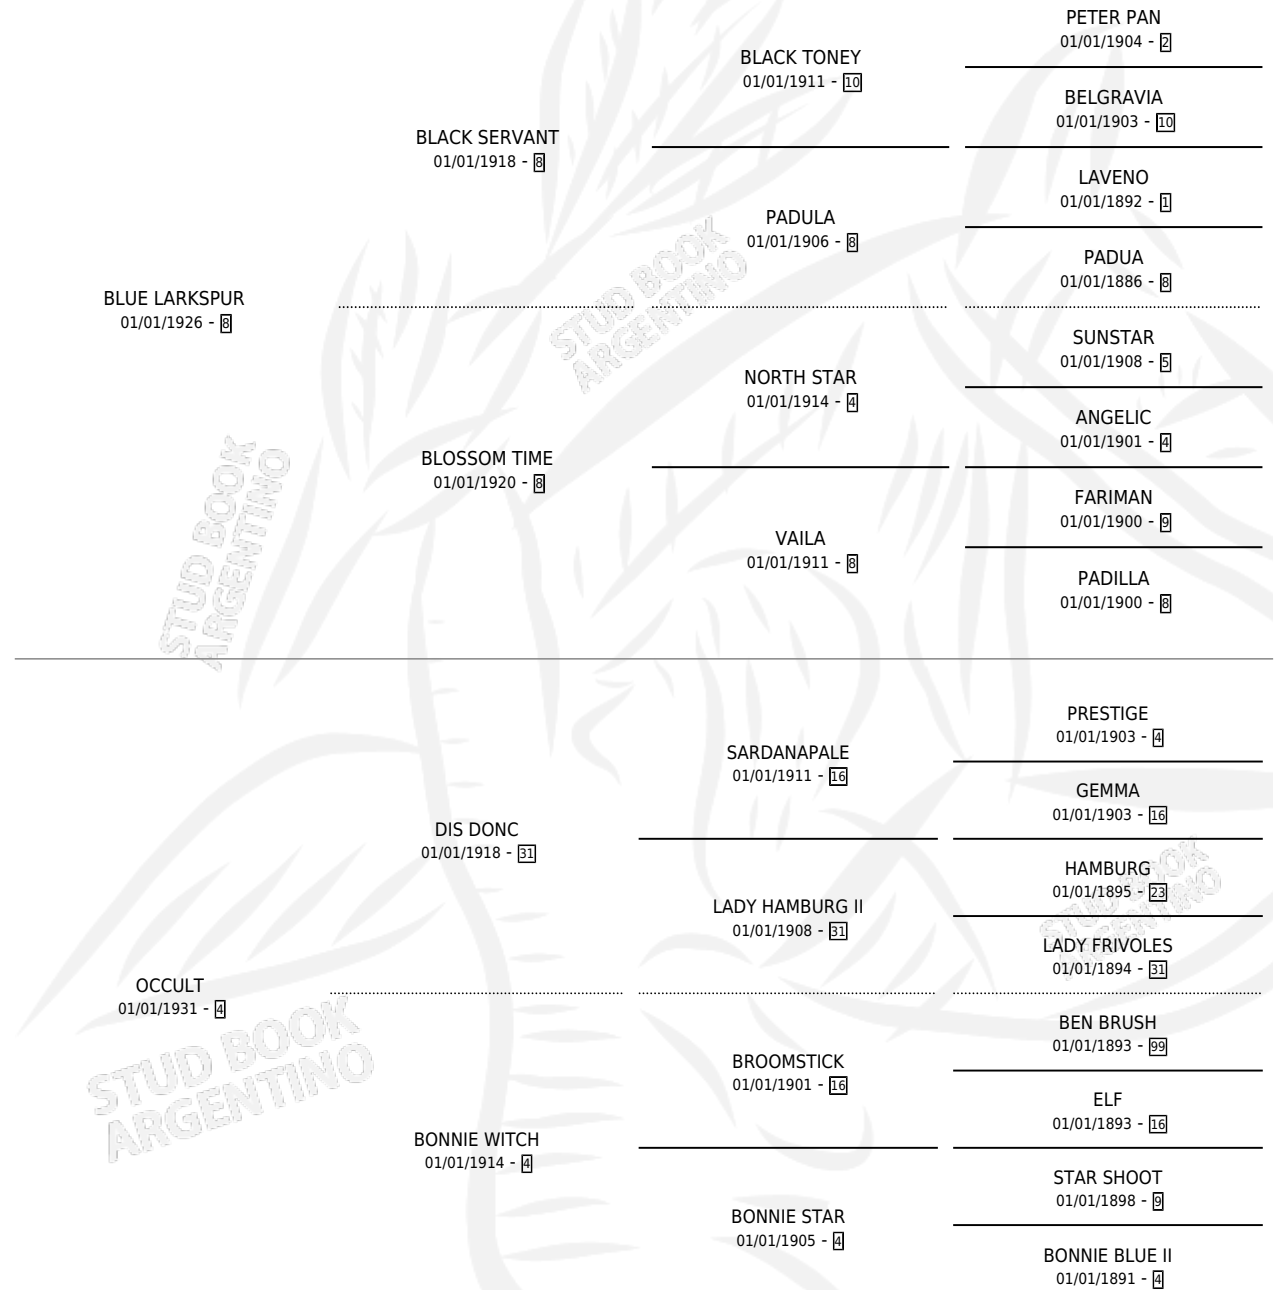 PETER PAN
01/01/1904 - 2
BLACK TONEY
01/01/1911 - 10
BELGRAVIA
01/01/1903 - 10
BLACK SERVANT
01/01/1918 - 8
LAVENO
01/01/1892 - 1
PADULA
01/01/1906 - 8
PADUA
01/01/1886 - 8
BLUE LARKSPUR
01/01/1926 - 8
STUD BOOK
ARGENTINO
SUNSTAR
01/01/1908 - 5
NORTH STAR
01/01/1914 - 4
ANGELIC
01/01/1901 - 4
BLOSSOM TIME
01/01/1920 - 8
STUD BOOK
ARGENTINO
FARIMAN
01/01/1900 - 9
VAILA
01/01/1911 - 8
PADILLA
01/01/1900 - 8
PRESTIGE
01/01/1903 - 4
SARDANAPALE
01/01/1911 - 16
GEMMA
01/01/1903 - 16
DIS DONC
01/01/1918 - 31
HAMBURG
01/01/1895 - 23
STUD BOOK
ARGENTINO
LADY HAMBURG II
01/01/1908 - 31
LADY FRIVOLES
01/01/1894 - 31
OCCULT
01/01/1931 - 4
STUD BOOK
ARGENTINO
BEN BRUSH
01/01/1893 - 99
BROOMSTICK
01/01/1901 - 16
ELF
01/01/1893 - 16
BONNIE WITCH
01/01/1914 - 4
STAR SHOOT
01/01/1898 - 9
BONNIE STAR
01/01/1905 - 4
BONNIE BLUE II
01/01/1891 - 4